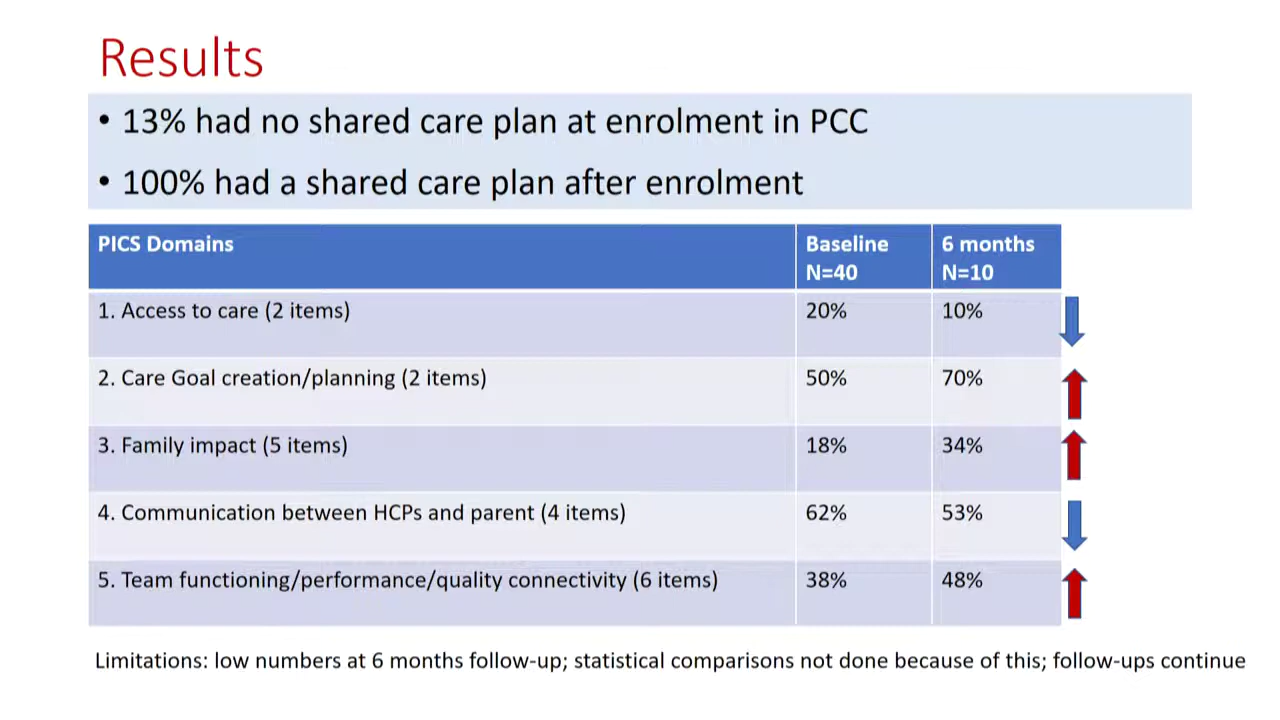 Results
• 13% had no shared care plan at enrolment in PCC
• 100% had a shared care plan after enrolment
PICS Domains Baseline N=40 6 months N=10
1. Access to care (2 items) 20% 10%
2. Care Goal creation/planning (2 items) 50% 70%
3. Family impact (5 items) 18% 34%
4. Communication between HCPs and parent (4 items) 62% 53%
5. Team functioning/performance/quality connectivity (6 items) 38% 48%
Limitations: low numbers at 6 months follow-up; statistical comparisons not done because of this; follow-ups continue